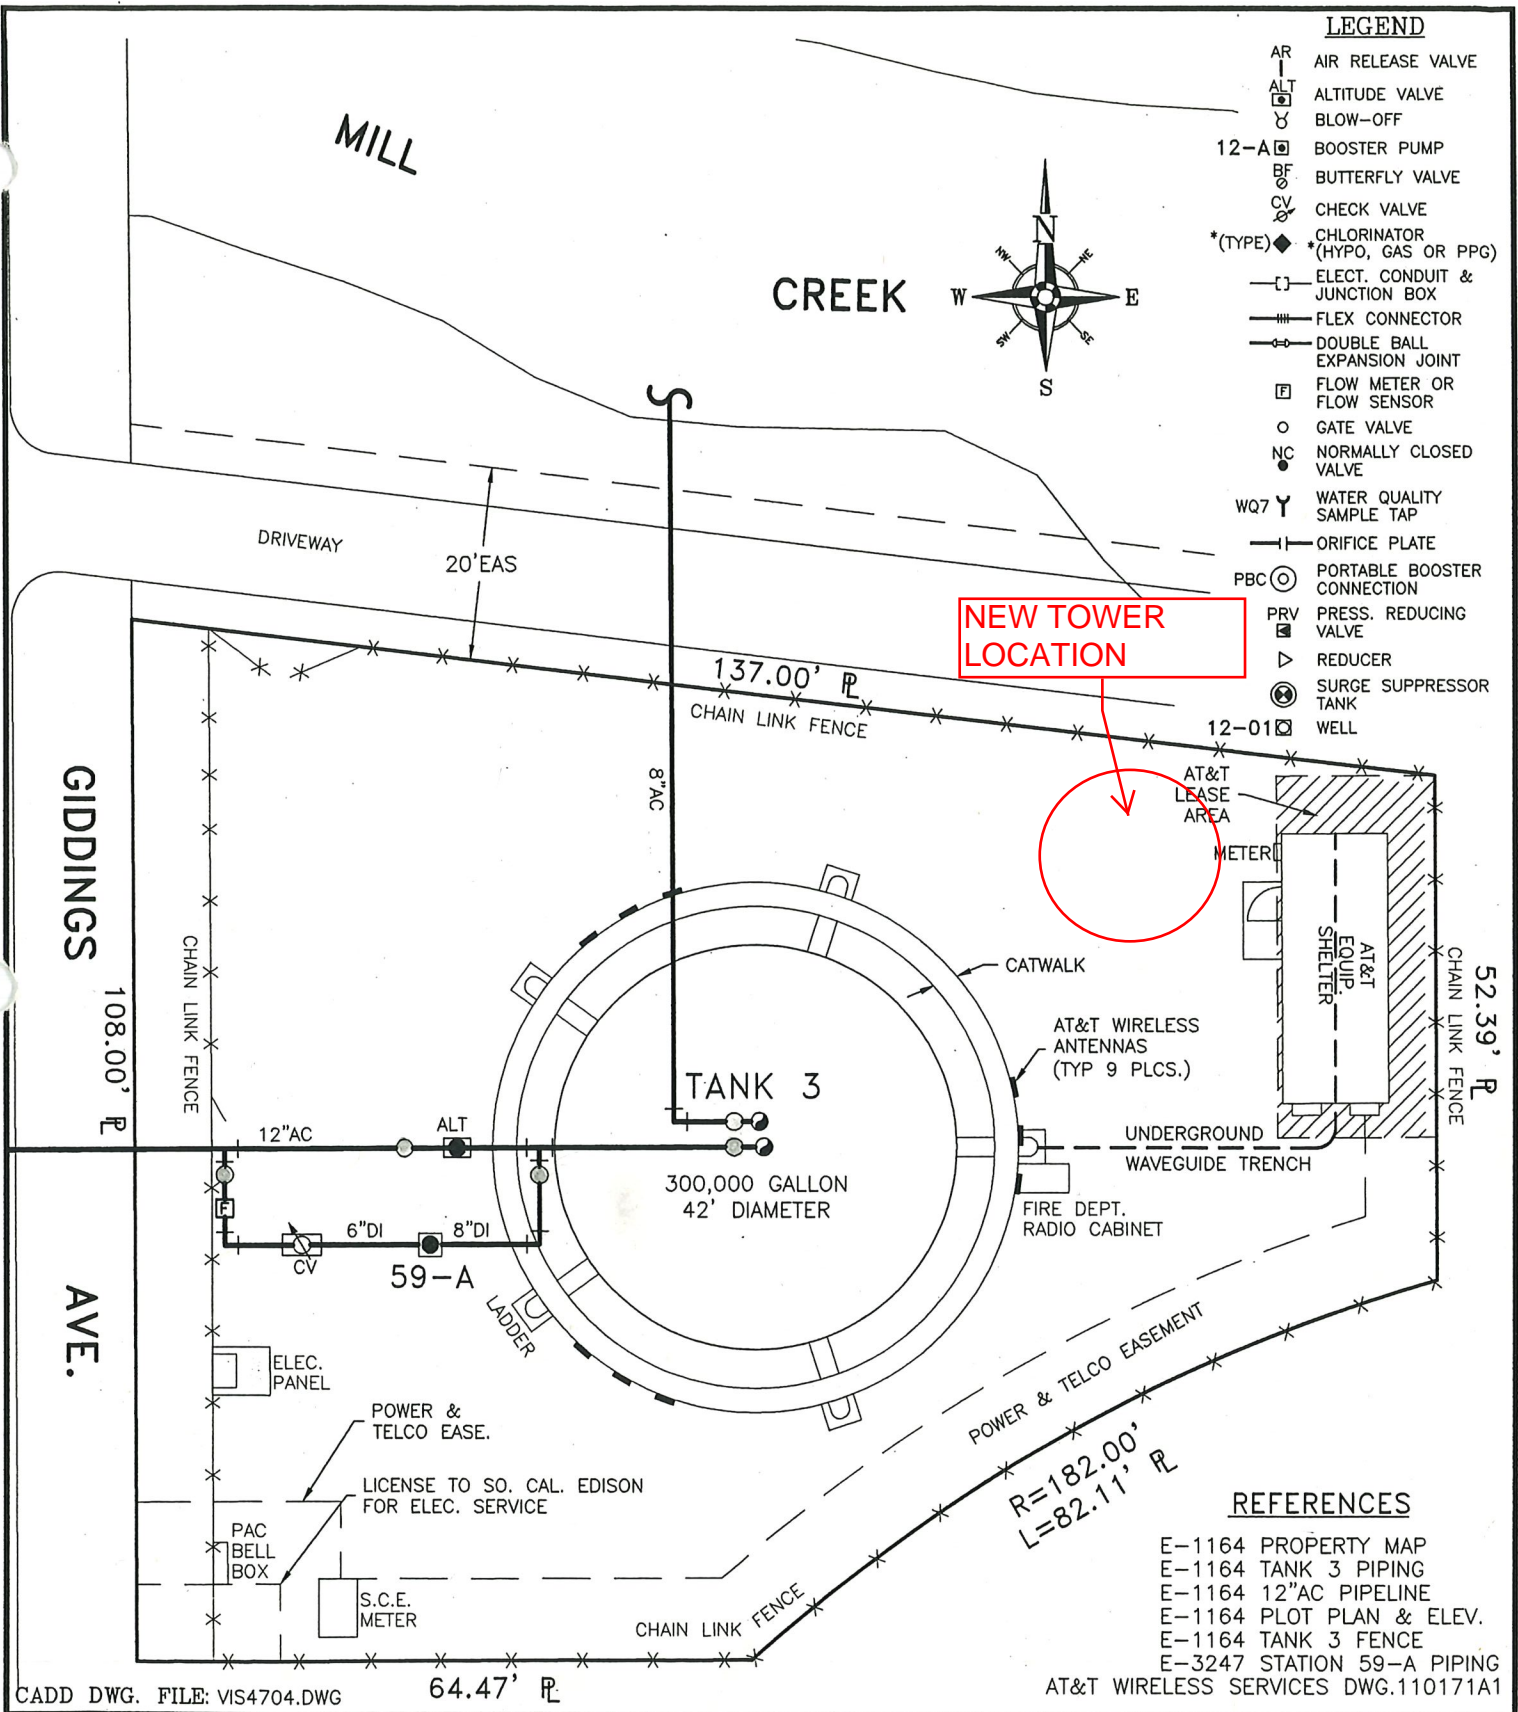 LEGEND
AR
AIR RELEASE VALVE
ALT
ALTITUDE VALVE
BLOW-OFF
12-A
BOOSTER PUMP
BF
BUTTERFLY VALVE
CV
CHECK VALVE
*(TYPE)
*CHLORINATOR
(HYPO, GAS OR PPG)
ELECT. CONDUIT &
JUNCTION BOX
FLEX CONNECTOR
DOUBLE BALL
EXPANSION JOINT
F
FLOW METER OR
FLOW SENSOR
GATE VALVE
NC
NORMALLY CLOSED
VALVE
WQ7
WATER QUALITY
SAMPLE TAP
ORIFICE PLATE
PBC
PORTABLE BOOSTER
CONNECTION
PRV
PRESS. REDUCING
VALVE
REDUCER
SURGE SUPPRESSOR
TANK
12-01
WELL
MILL
CREEK
N
NW
NE
W
E
SW
SE
S
DRIVEWAY
20'EAS
NEW TOWER
LOCATION
137.00' PL
CHAIN LINK FENCE
8"AC
GIDDINGS
AVE.
108.00' PL
CHAIN LINK FENCE
AT&T
LEASE
AREA
METER
AT&T
EQUIP.
SHELTER
CHAIN LINK FENCE
52.39' PL
CATWALK
AT&T WIRELESS
ANTENNAS
(TYP 9 PLCS.)
TANK 3
300,000 GALLON
42' DIAMETER
12"AC
ALT
F
CV
6"DI
8"DI
59-A
LADDER
UNDERGROUND
WAVEGUIDE TRENCH
FIRE DEPT.
RADIO CABINET
ELEC.
PANEL
POWER &
TELCO EASE.
LICENSE TO SO. CAL. EDISON
FOR ELEC. SERVICE
PAC
BELL
BOX
S.C.E.
METER
CHAIN LINK FENCE
POWER & TELCO EASEMENT
R=182.00'
L=82.11' PL
64.47' PL
REFERENCES
E-1164 PROPERTY MAP
E-1164 TANK 3 PIPING
E-1164 12"AC PIPELINE
E-1164 PLOT PLAN & ELEV.
E-1164 TANK 3 FENCE
E-3247 STATION 59-A PIPING
AT&T WIRELESS SERVICES DWG.110171A1
CADD DWG. FILE: VIS4704.DWG